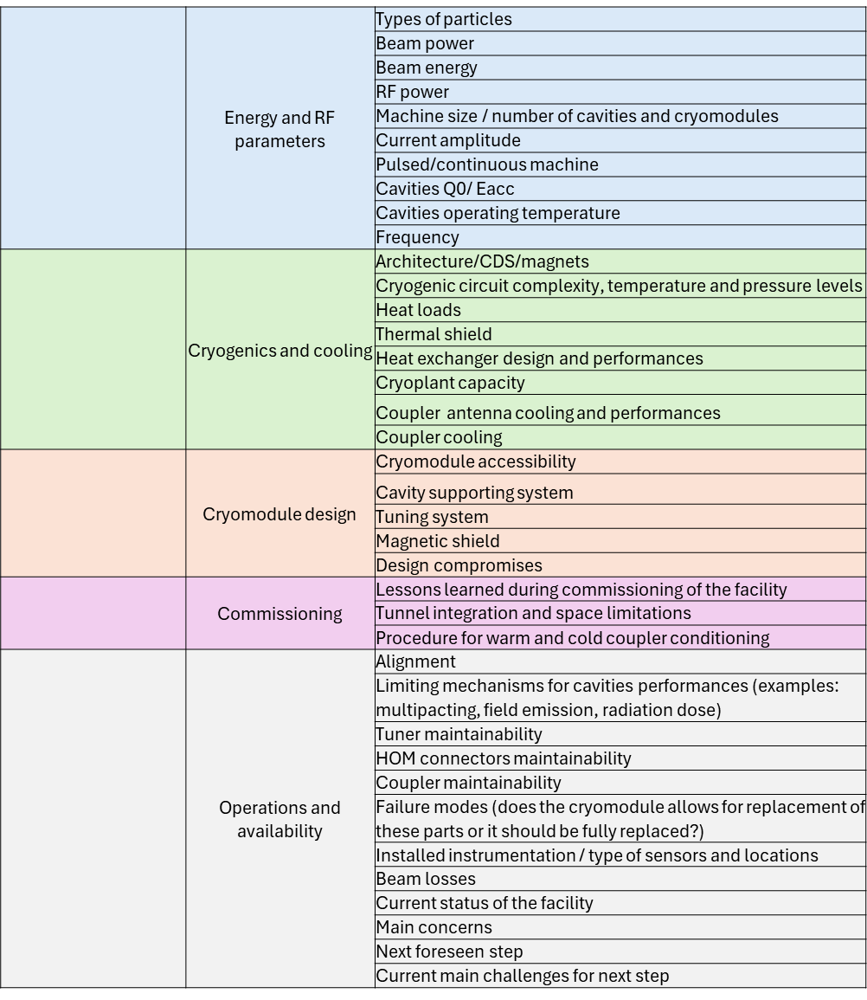 Types of particles
Beam power
Beam energy
RF power
Energy and RF
parameters
Machine size / number of cavities and cryomodules
Current amplitude
Pulsed/continuous machine
Cavities Q0/ Eacc
Cavities operating temperature
Frequency
Architecture/CDS/magnets
Cryogenic circuit complexity, temperature and pressure levels
Heat loads
Thermal shield
Cryogenics and cooling
Heat exchanger design and performances
Cryoplant capacity
Coupler antenna cooling and performances
Coupler cooling
Cryomodule accessibility
Cavity supporting system
Cryomodule design
Tuning system
Magnetic shield
Design compromises
Lessons learned during commissioning of the facility
Commissioning
Tunnel integration and space limitations
Procedure for warm and cold coupler conditioning
Alignment
Limiting mechanisms for cavities performances (examples:
multipacting, field emission, radiation dose)
Tuner maintainability
HOM connectors maintainability
Coupler maintainability
Operations and
availability
Failure modes (does the cryomodule allows for replacement of
these parts or it should be fully replaced?)
Installed instrumentation / type of sensors and locations
Beam losses
Current status of the facility
Main concerns
Next foreseen step
Current main challenges for next step